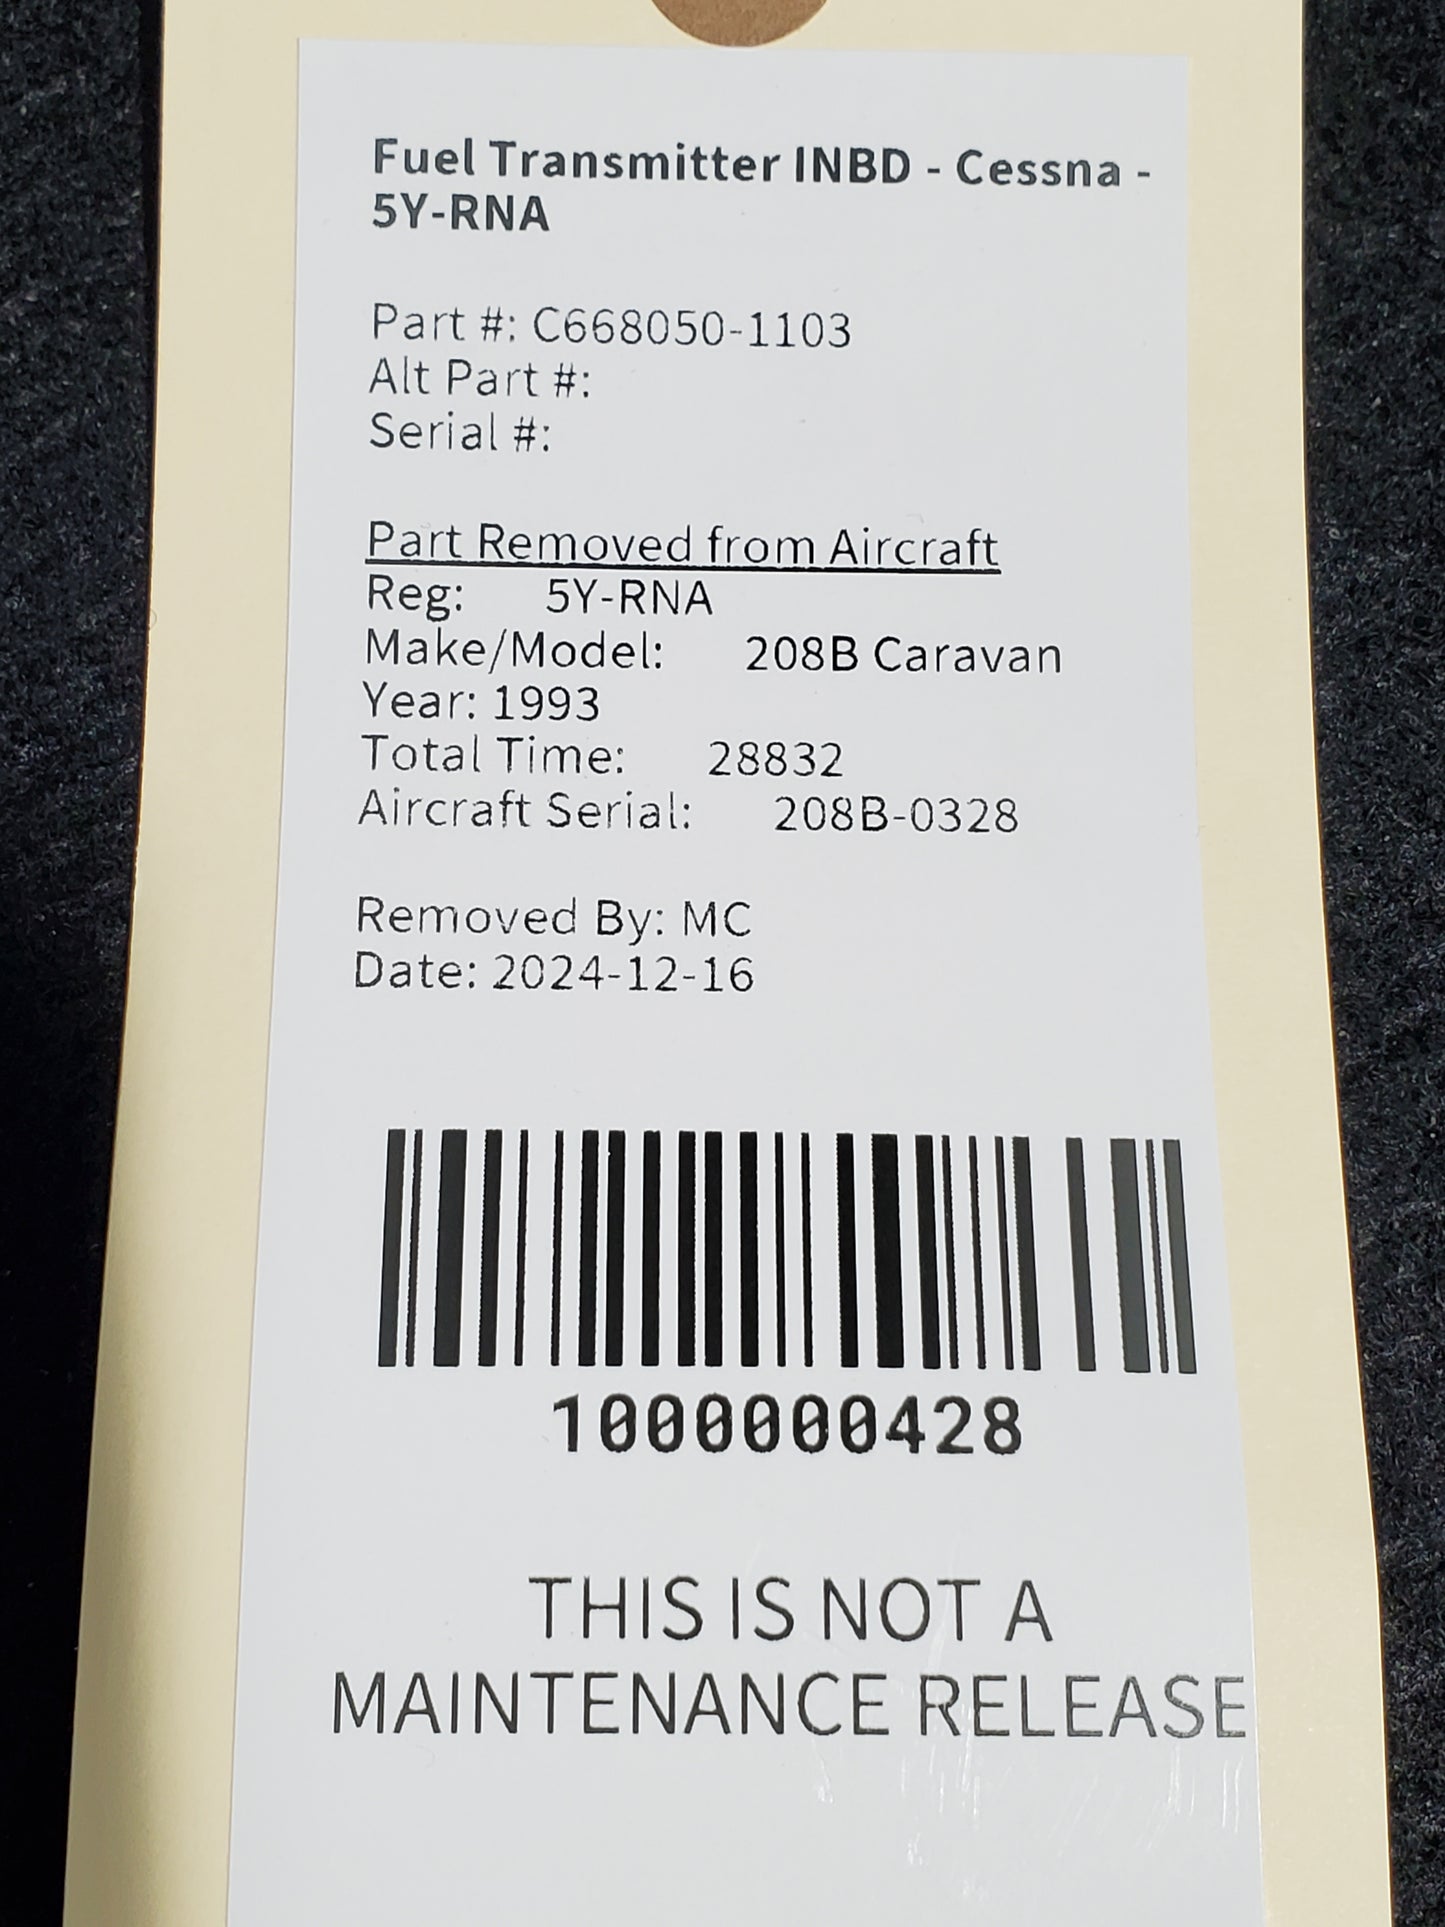 Fuel Transmitter INBD - Cessna -
5Y-RNA
Part #: C668050-1103
Alt Part #:
Serial #:
Part Removed from Aircraft
Reg: 5Y-RNA
Make/Model: 208B Caravan
Year: 1993
Total Time: 28832
Aircraft Serial: 208B-0328
Removed By: MC
Date: 2024-12-16
1000000428
THIS IS NOT A
MAINTENANCE RELEASE